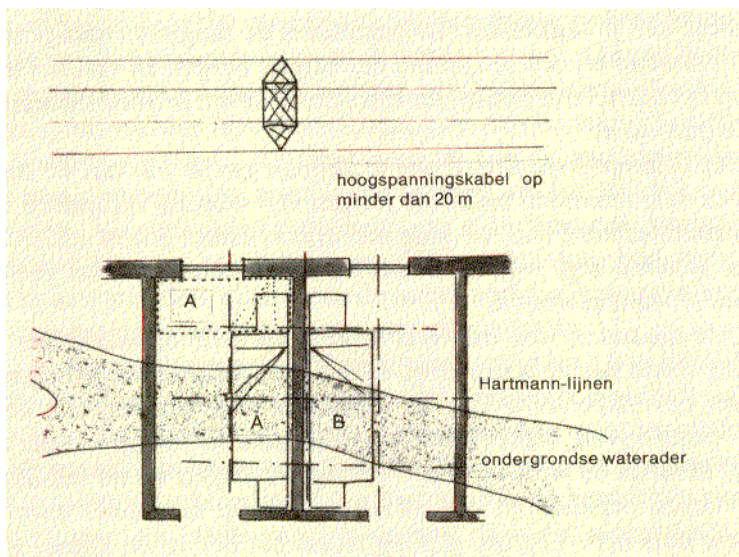 hoogspanningskabel op
minder dan 20 m
A
Hartmann-lijnen
A
B
ondergrondse waterader